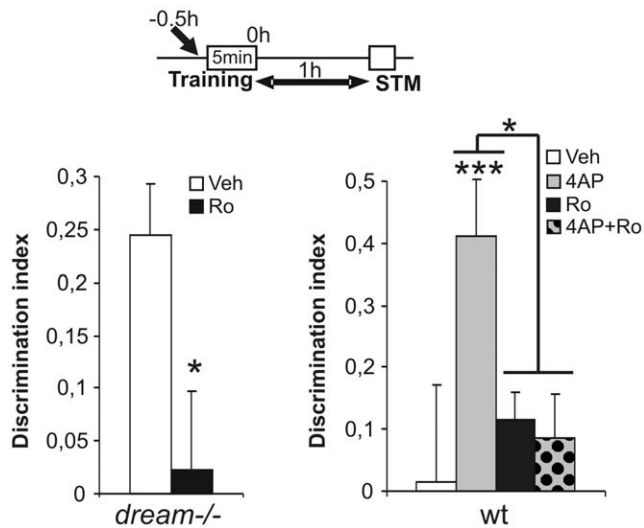 -0.5h
0h
5min
Training
1h
STM
Discrimination index
0,3
0,25
0,2
0,15
0,1
0,05
0
Veh
Ro
*
dream-/-
Discrimination index
0,5
0,4
0,3
0,2
0,1
0
*
***
Veh
4AP
Ro
4AP+Ro
wt